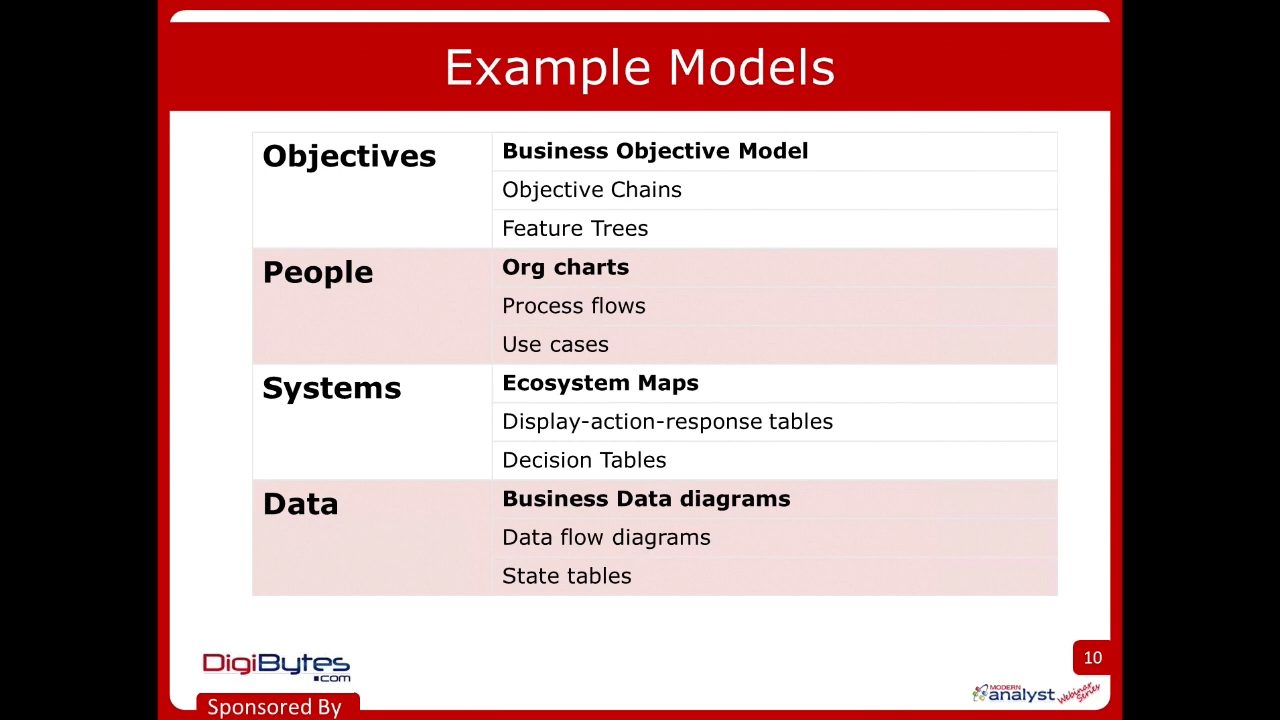 Example Models
Objectives
Business Objective Model
Objective Chains
Feature Trees
People
Org charts
Process flows
Use cases
Systems
Ecosystem Maps
Display-action-response tables
Decision Tables
Data
Business Data diagrams
Data flow diagrams
State tables
DigiBytes
.com
10
MODERN
analyst Webinar Series
Sponsored By